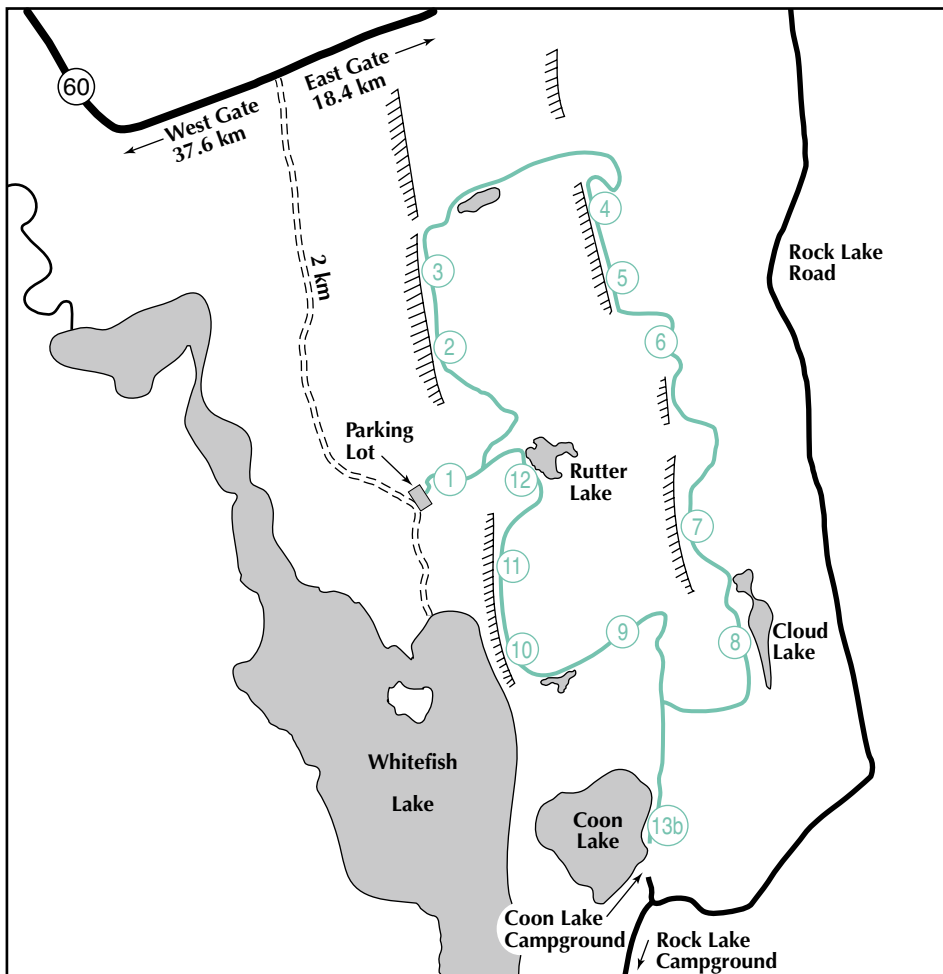 60
West Gate
37.6 km
East Gate
18.4 km
2 km
Rock Lake
Road
4
3
5
2
6
Parking
Lot
1
12
Rutter
Lake
7
11
9
10
8
Cloud
Lake
Whitefish
Lake
Coon
Lake
13b
Coon Lake
Campground
Rock Lake
Campground